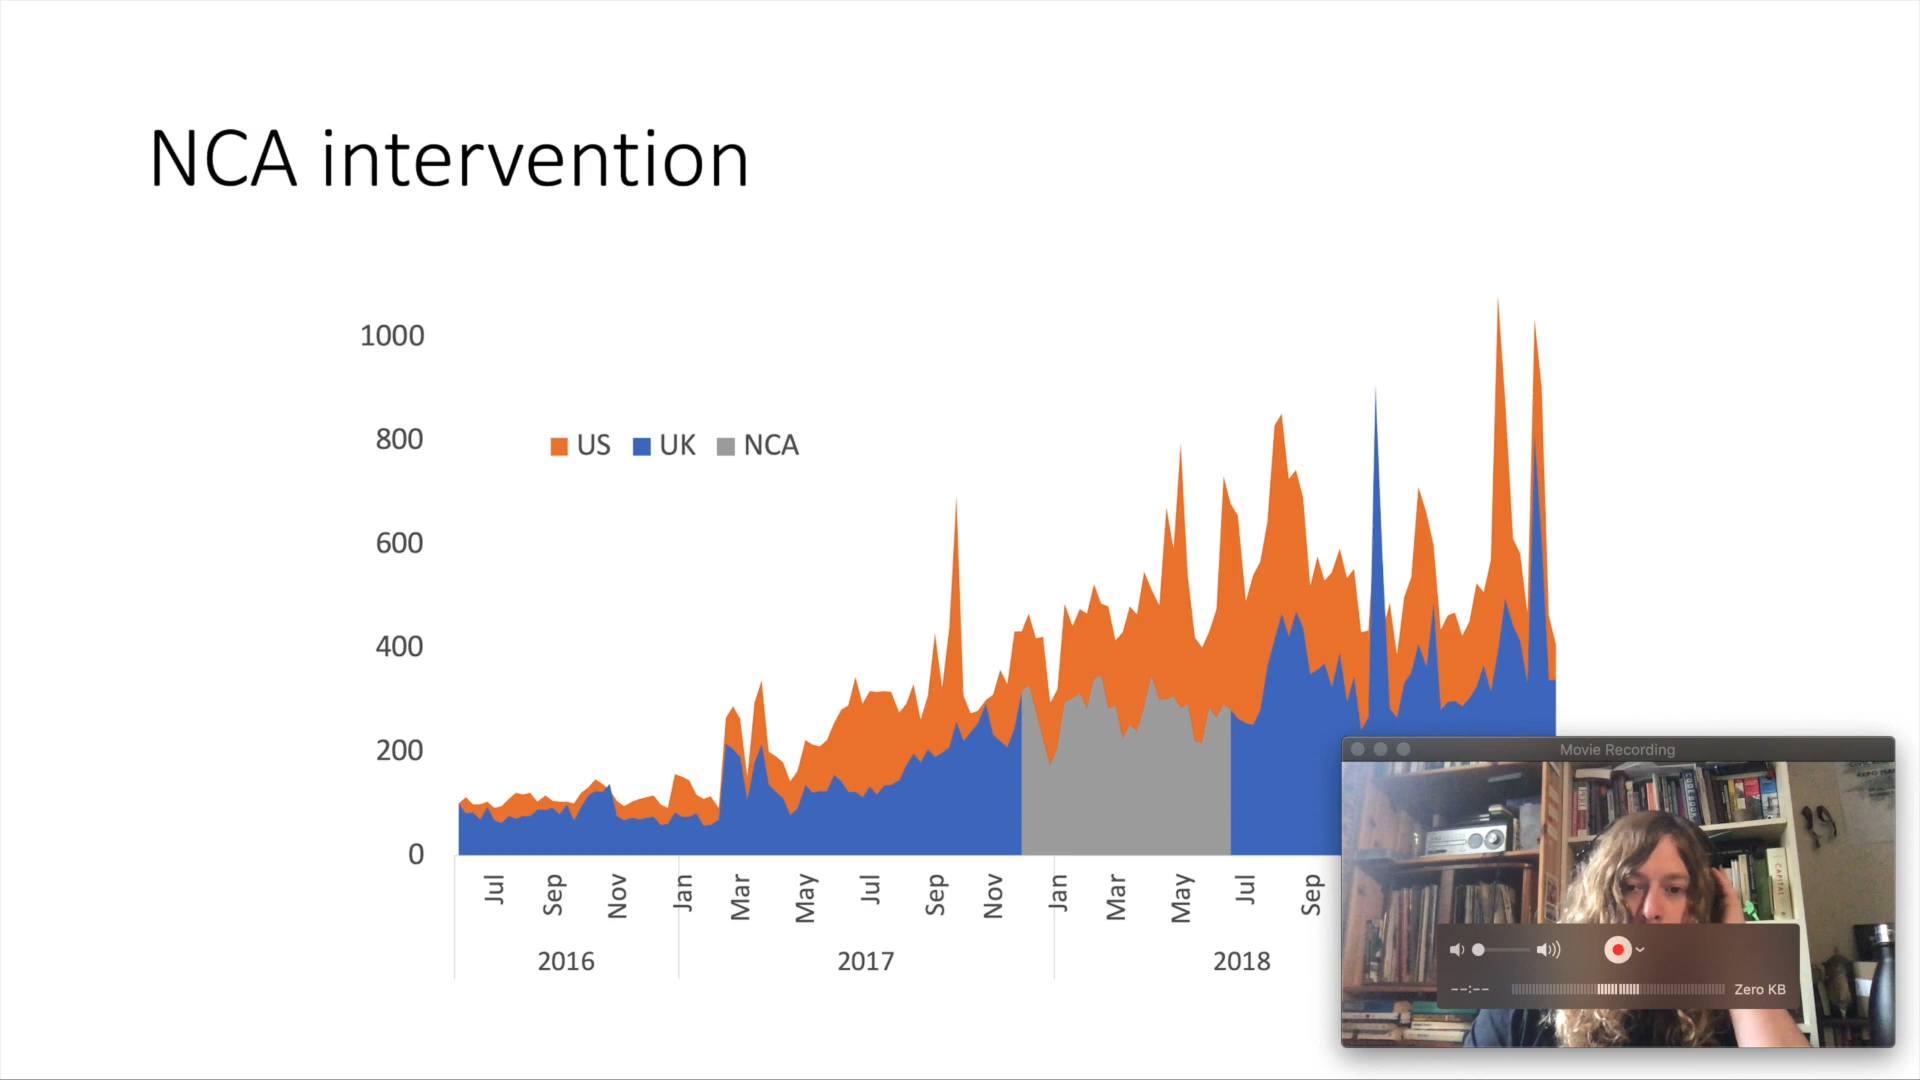 NCA intervention
1000
800
600
400
200
0
US UK NCA
Jul Sep Nov Jan Mar May Jul Sep Nov Jan Mar May Jul Sep
2016 2017 2018
Movie Recording
CAPITAL
--:-- Zero KB